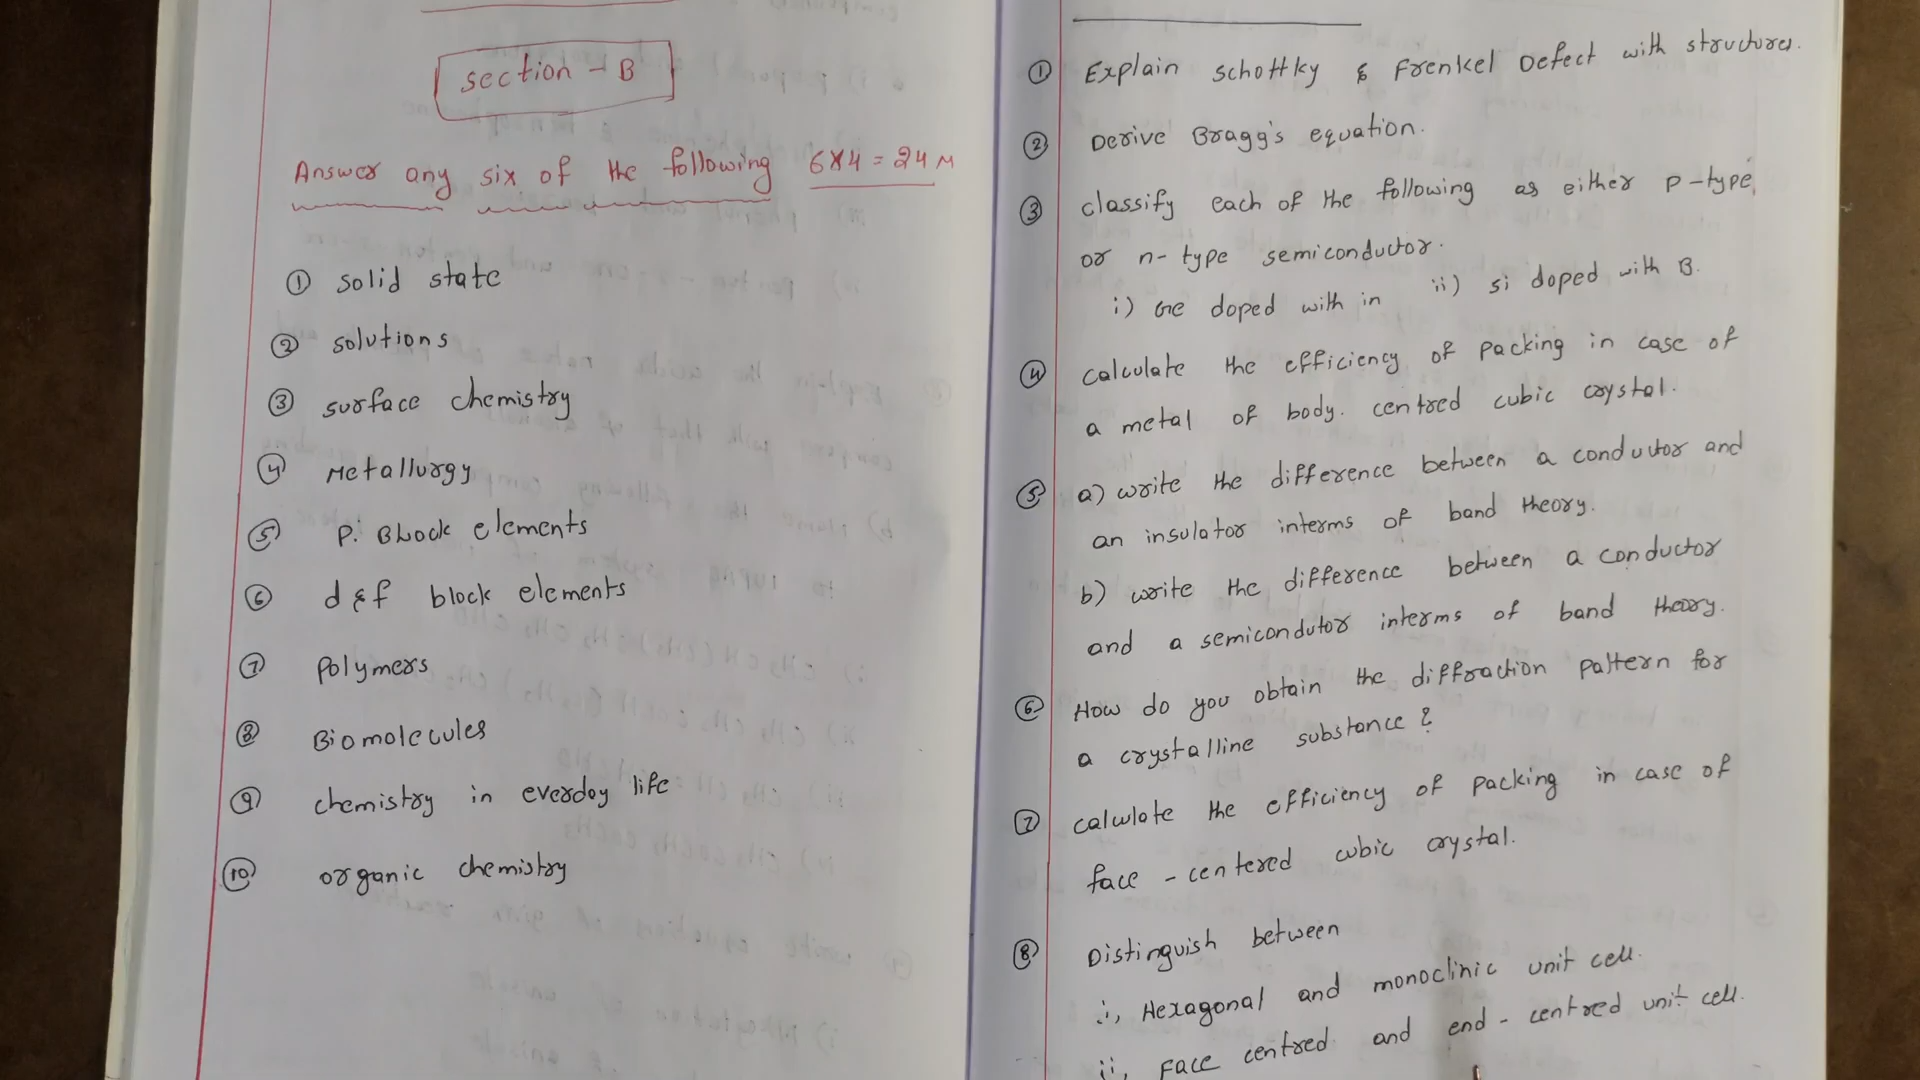 section - B
Answer any six of the following 6x4 = 24 M
① solid state
② solutions
③ surface chemistry
④ Metallurgy
⑤ P. Block elements
⑥ d & f block elements
⑦ polymers
⑧ Biomolecules
⑨ chemistry in everday life
⑩ organic chemistry
① Explain schottky & Frenkel Defect with structures.
② Derive Bragg's equation.
③ classify each of the following as either p-type,
or n-type semiconductor.
i) Ge doped with in ii) si doped with B.
④ calculate the efficiency of packing in case of
a metal of body. centred cubic crystal.
⑤ a) write the difference between a conductor and
an insulator interms of band theory.
b) write the difference between a conductor
and a semicondutor interms of band theory.
⑥ How do you obtain the diffraction pattern for
a crystalline substance?
⑦ calculate the efficiency of packing in case of
face - centered cubic crystal.
⑧ Distinguish between
i, Hexagonal and monoclinic unit cell.
ii, Face centred and end - centred unit cell.